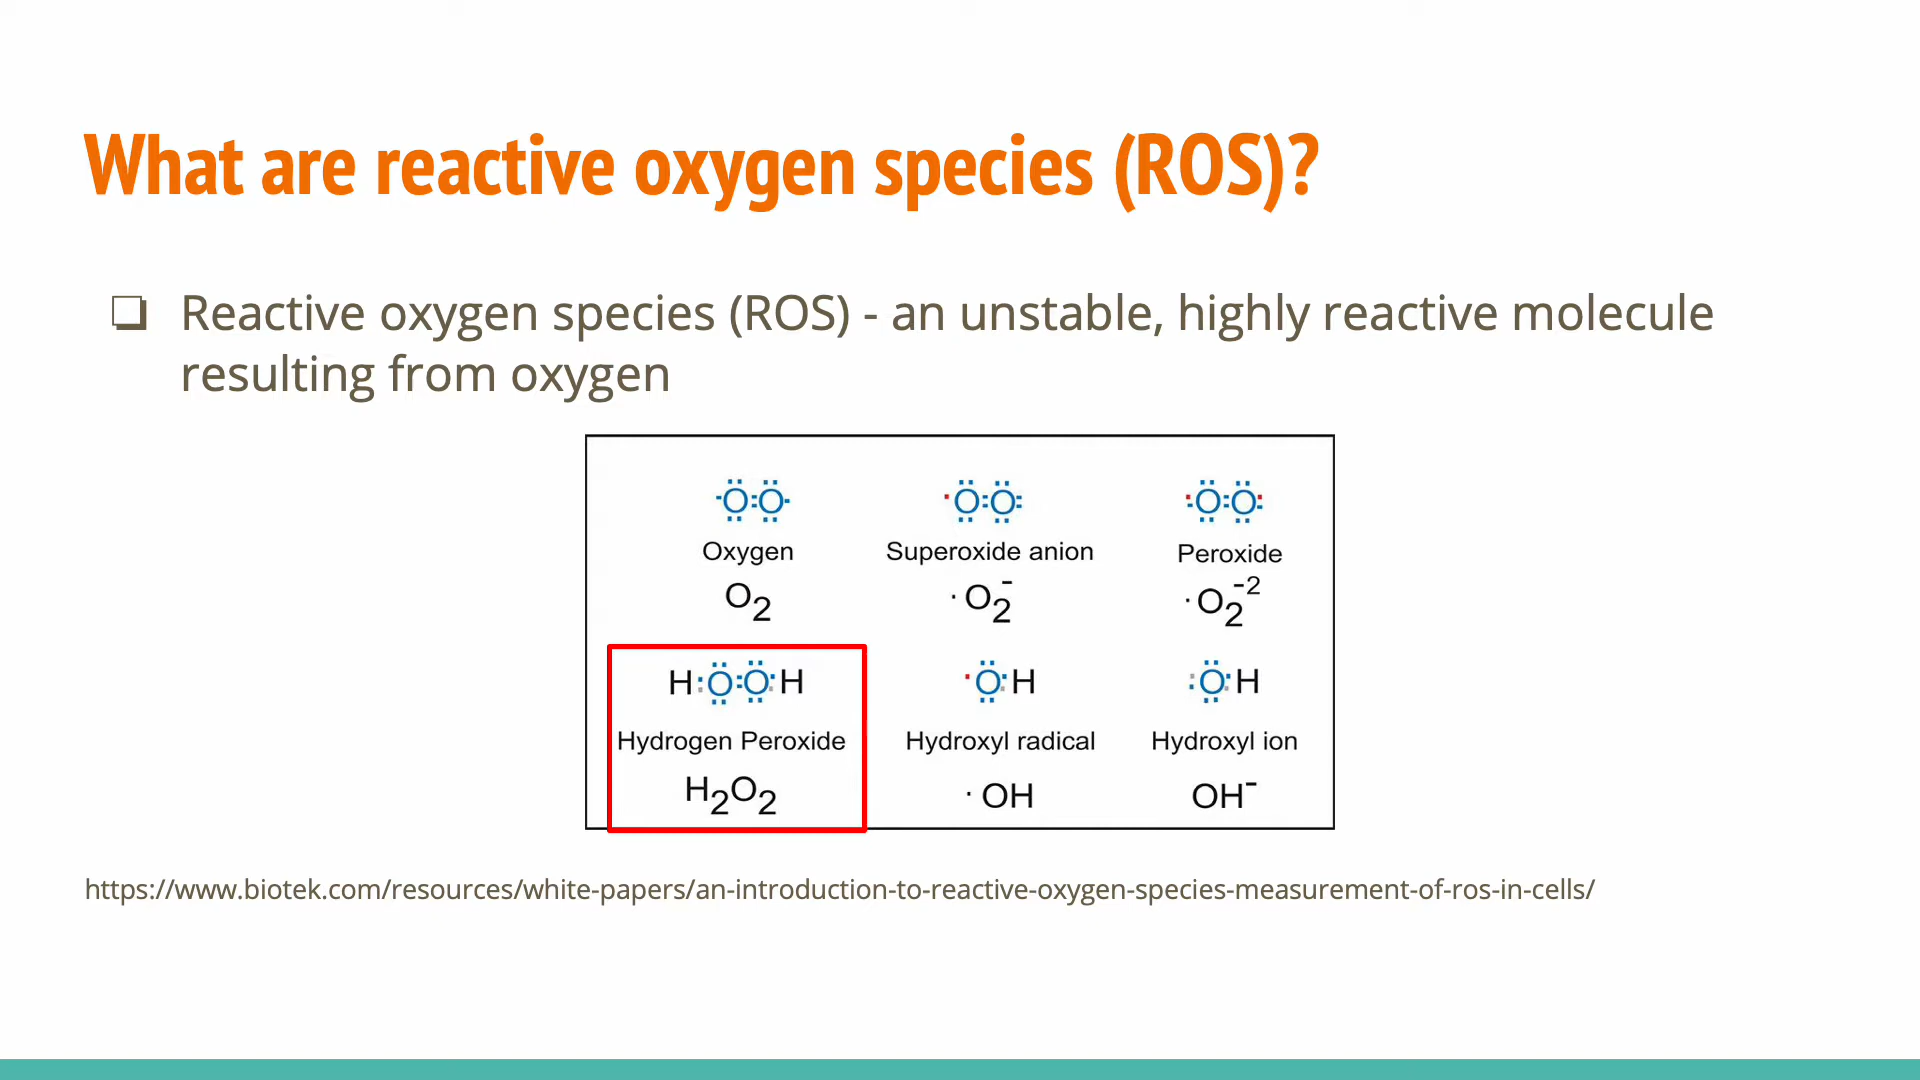 What are reactive oxygen species (ROS)?
❏ Reactive oxygen species (ROS) - an unstable, highly reactive molecule
resulting from oxygen
·O:O· ·O:O: :O:O:
Oxygen Superoxide anion Peroxide
O2 ·O2- ·O2-2
H:O:O:H ·O:H :O:H
Hydrogen Peroxide Hydroxyl radical Hydroxyl ion
H2O2 · OH OH-
https://www.biotek.com/resources/white-papers/an-introduction-to-reactive-oxygen-species-measurement-of-ros-in-cells/